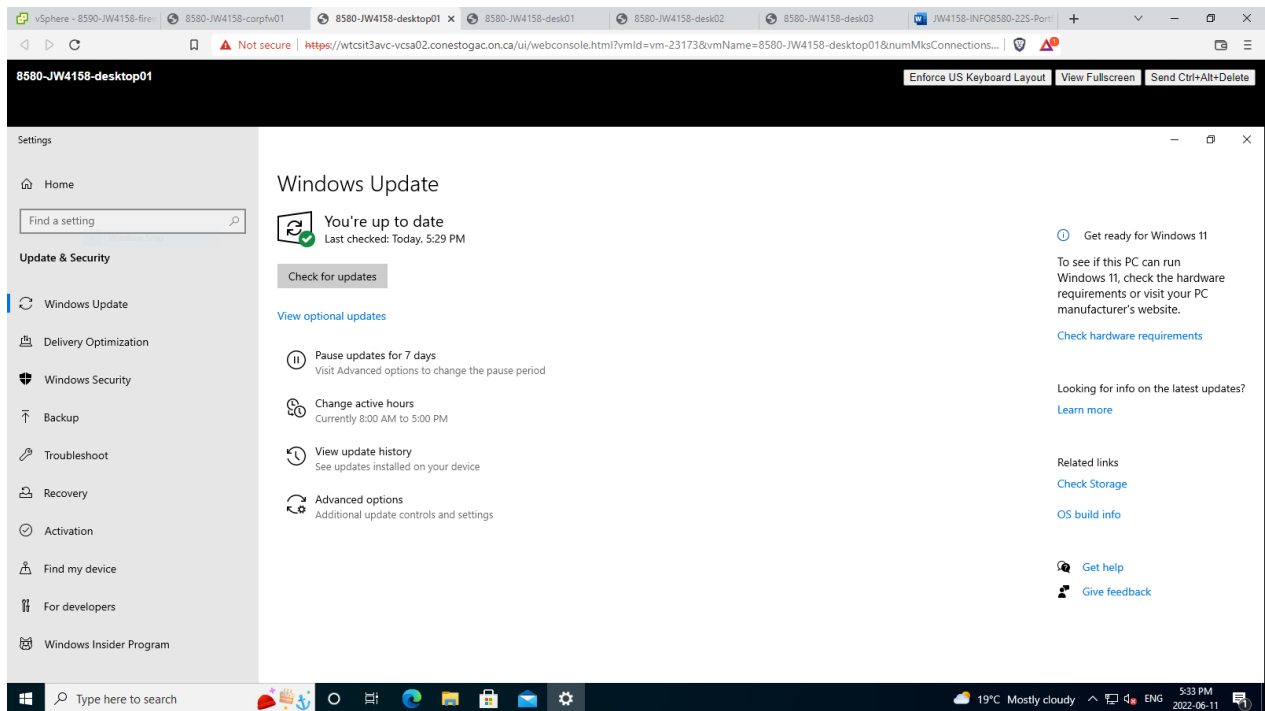 vSphere - 8590-JW4158-fire
8580-JW4158-corpfw01
8580-JW4158-desktop01
8580-JW4158-desk01
8580-JW4158-desk02
8580-JW4158-desk03
JW4158-INFO8580-22S-Port
Not secure
https://wtcsit3avc-vcsa02.conestogac.on.ca/ui/webconsole.html?vmId=vm-23173&vmName=8580-JW4158-desktop01&numMksConnections...
8580-JW4158-desktop01
Enforce US Keyboard Layout
View Fullscreen
Send Ctrl+Alt+Delete
Settings
Home
Find a setting
Update & Security
Windows Update
Delivery Optimization
Windows Security
Backup
Troubleshoot
Recovery
Activation
Find my device
For developers
Windows Insider Program
Windows Update
You're up to date
Last checked: Today, 5:29 PM
Check for updates
View optional updates
Pause updates for 7 days
Visit Advanced options to change the pause period
Change active hours
Currently 8:00 AM to 5:00 PM
View update history
See updates installed on your device
Advanced options
Additional update controls and settings
Get ready for Windows 11
To see if this PC can run
Windows 11, check the hardware
requirements or visit your PC
manufacturer's website.
Check hardware requirements
Looking for info on the latest updates?
Learn more
Related links
Check Storage
OS build info
Get help
Give feedback
Type here to search
19°C Mostly cloudy
ENG
5:33 PM
2022-06-11
1